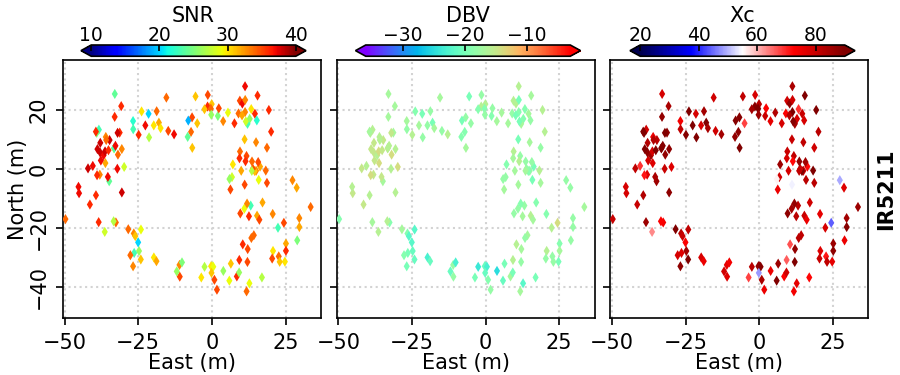 SNR DBV Xc
10 20 30 40 −30 −20 −10 20 40 60 80
North (m)
20
0
−20
−40
−50 −25 0 25 −50 −25 0 25 −50 −25 0 25
East (m) East (m) East (m)
IR5211